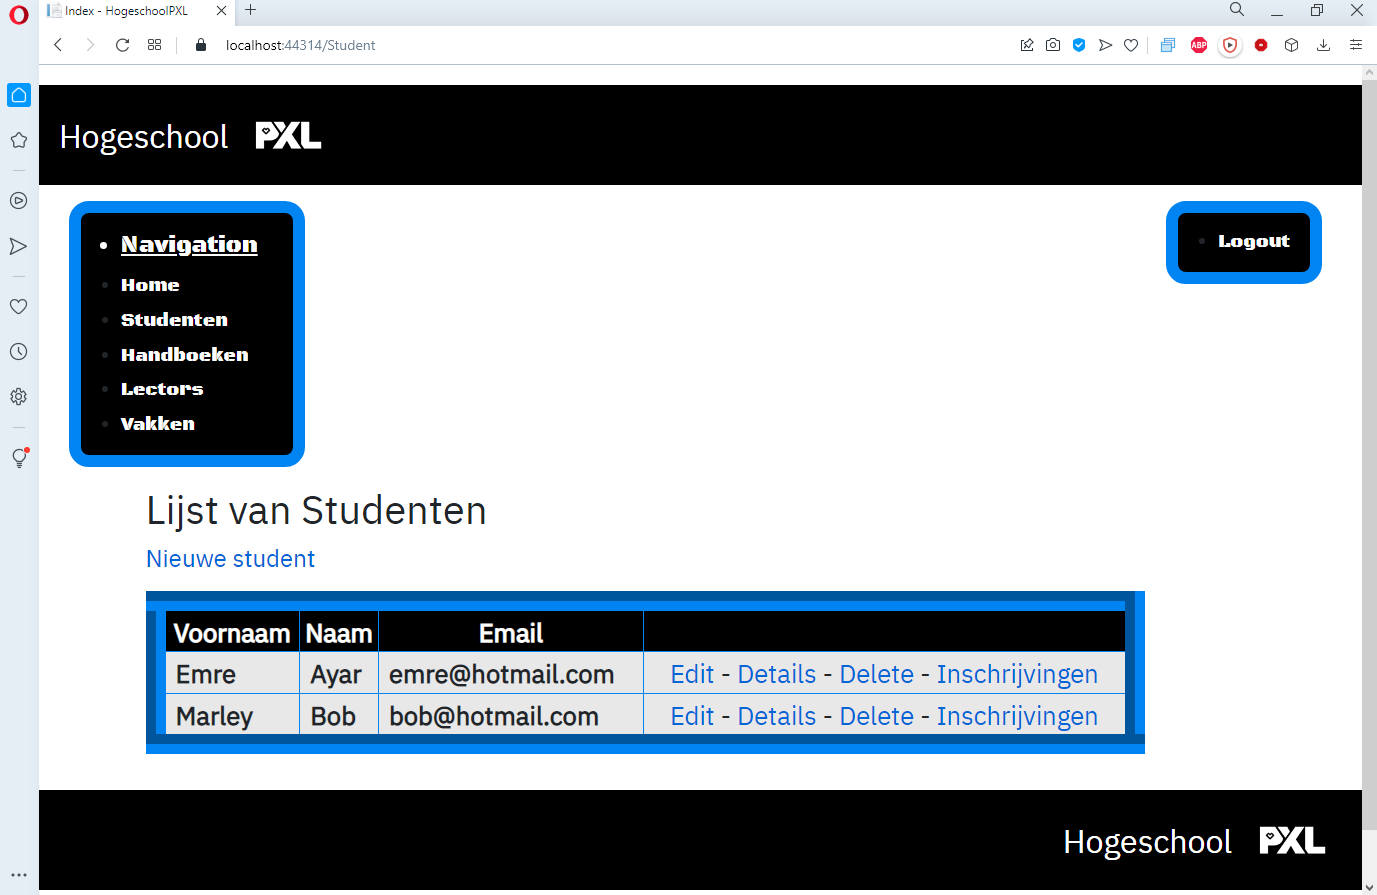 Index - HogeschoolPXL
localhost:44314/Student
ABP
Hogeschool PXL
Navigation
Home
Studenten
Handboeken
Lectors
Vakken
Logout
Lijst van Studenten
Nieuwe student
Voornaam Naam Email
Emre Ayar emre@hotmail.com Edit - Details - Delete - Inschrijvingen
Marley Bob bob@hotmail.com Edit - Details - Delete - Inschrijvingen
Hogeschool PXL